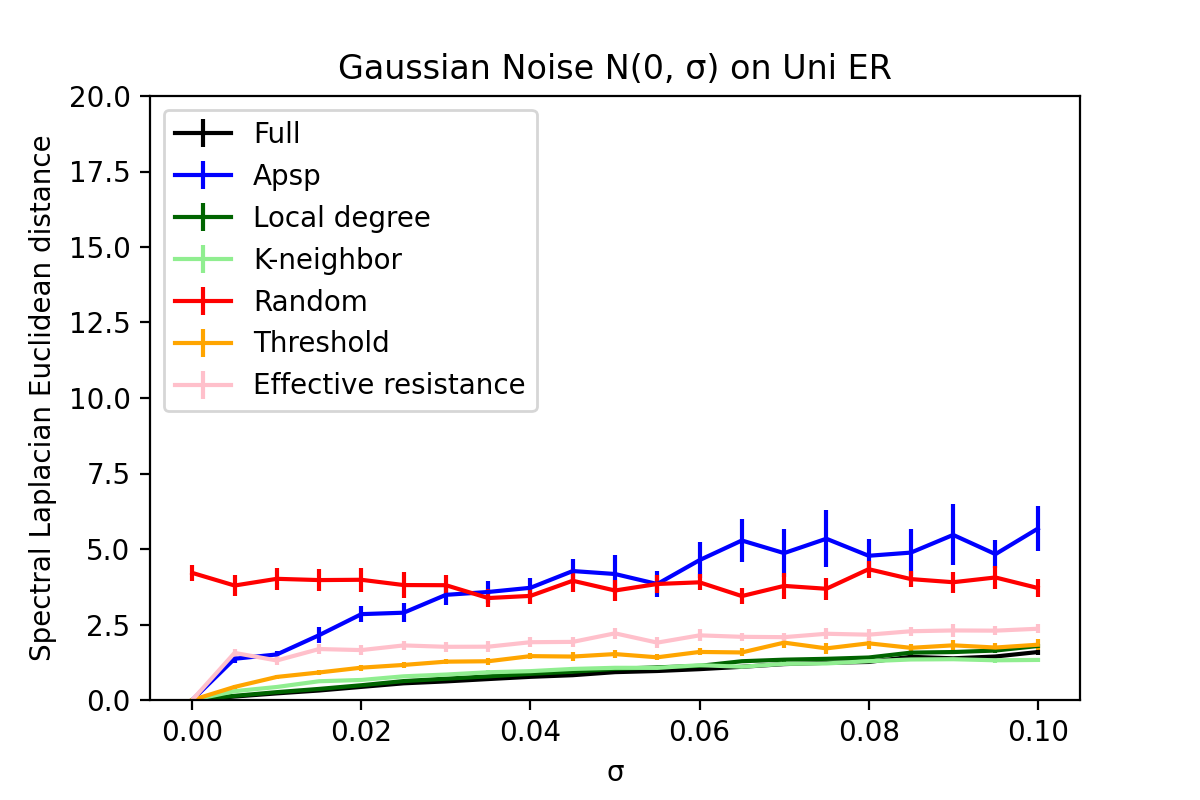 Gaussian Noise N(0, σ) on Uni ER
Spectral Laplacian Euclidean distance
20.0
17.5
15.0
12.5
10.0
7.5
5.0
2.5
0.0
Full
Apsp
Local degree
K-neighbor
Random
Threshold
Effective resistance
0.00 0.02 0.04 0.06 0.08 0.10
σ